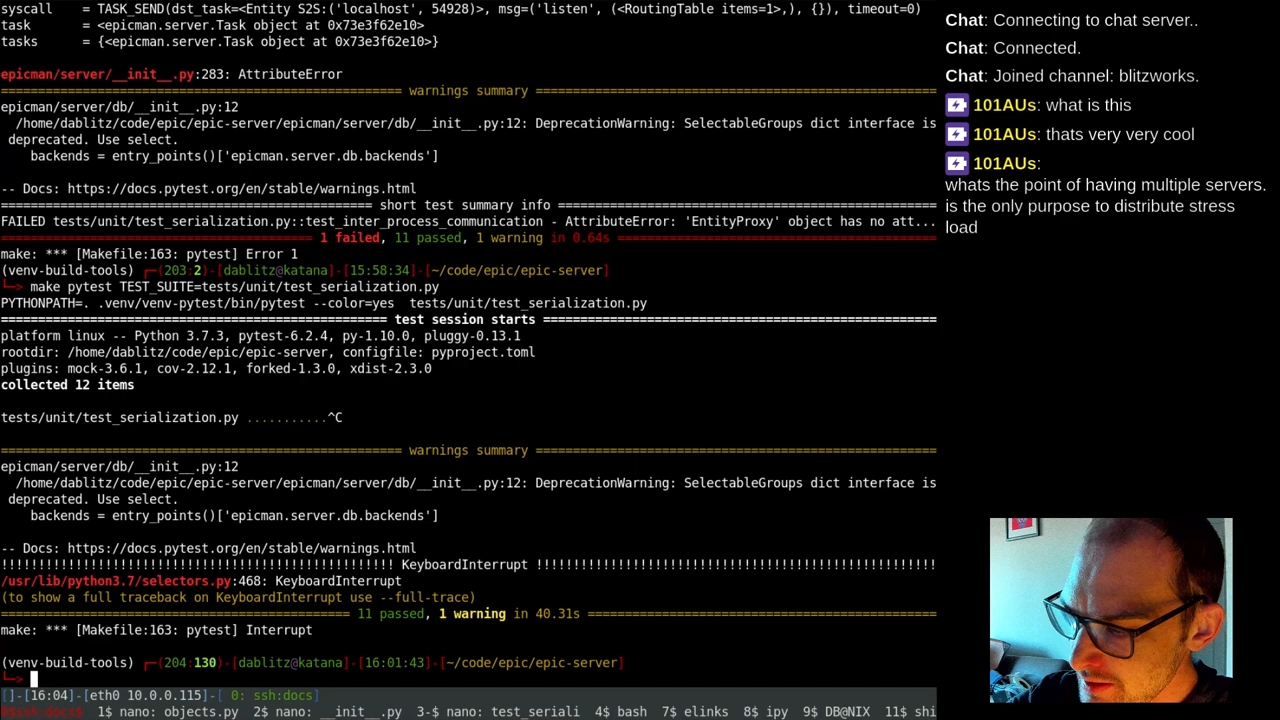 syscall     = TASK_SEND(dst_task=<Entity S2S:('localhost', 54928)>, msg=('listen', (<RoutingTable items=1>,), {}), timeout=0)
task        = <epicman.server.Task object at 0x73e3f62e10>
tasks       = {<epicman.server.Task object at 0x73e3f62e10>}
epicman/server/__init__.py:283: AttributeError
================================================== warnings summary ==================================================
epicman/server/db/__init__.py:12
  /home/dablitz/code/epic/epic-server/epicman/server/db/__init__.py:12: DeprecationWarning: SelectableGroups dict interface is
 deprecated. Use select.
    backends = entry_points()['epicman.server.db.backends']
-- Docs: https://docs.pytest.org/en/stable/warnings.html
=============================================== short test summary info ===============================================
FAILED tests/unit/test_serialization.py::test_inter_process_communication - AttributeError: 'EntityProxy' object has no att...
======================================= 1 failed, 11 passed, 1 warning in 0.64s =======================================
make: *** [Makefile:163: pytest] Error 1
(venv-build-tools) ┌─(203:2)-[dablitz@katana]-[15:58:34]-[~/code/epic/epic-server]
└─> make pytest TEST_SUITE=tests/unit/test_serialization.py
PYTHONPATH=. .venv/venv-pytest/bin/pytest --color=yes  tests/unit/test_serialization.py
================================================ test session starts =================================================
platform linux -- Python 3.7.3, pytest-6.2.4, py-1.10.0, pluggy-0.13.1
rootdir: /home/dablitz/code/epic/epic-server, configfile: pyproject.toml
plugins: mock-3.6.1, cov-2.12.1, forked-1.3.0, xdist-2.3.0
collected 12 items
tests/unit/test_serialization.py ...........^C
================================================== warnings summary ==================================================
epicman/server/db/__init__.py:12
  /home/dablitz/code/epic/epic-server/epicman/server/db/__init__.py:12: DeprecationWarning: SelectableGroups dict interface is
 deprecated. Use select.
    backends = entry_points()['epicman.server.db.backends']
-- Docs: https://docs.pytest.org/en/stable/warnings.html
!!!!!!!!!!!!!!!!!!!!!!!!!!!!!!!!!!!!!!!!!!!!!!!!! KeyboardInterrupt !!!!!!!!!!!!!!!!!!!!!!!!!!!!!!!!!!!!!!!!!!!!!!!!!!
/usr/lib/python3.7/selectors.py:468: KeyboardInterrupt
(to show a full traceback on KeyboardInterrupt use --full-trace)
============================================ 11 passed, 1 warning in 40.31s ============================================
make: *** [Makefile:163: pytest] Interrupt
(venv-build-tools) ┌─(204:130)-[dablitz@katana]-[16:01:43]-[~/code/epic/epic-server]
└─>
[]-[16:04]-[eth0 10.0.0.115]-[ 0: ssh:docs]
0$ssh:docs$  1$ nano: objects.py  2$ nano: __init__.py  3-$ nano: test_seriali  4$ bash  7$ elinks  8$ ipy  9$ DB@NIX  11$ shi
Chat: Connecting to chat server..
Chat: Connected.
Chat: Joined channel: blitzworks.
101AUs: what is this
101AUs: thats very very cool
101AUs:
whats the point of having multiple servers.
is the only purpose to distribute stress
load